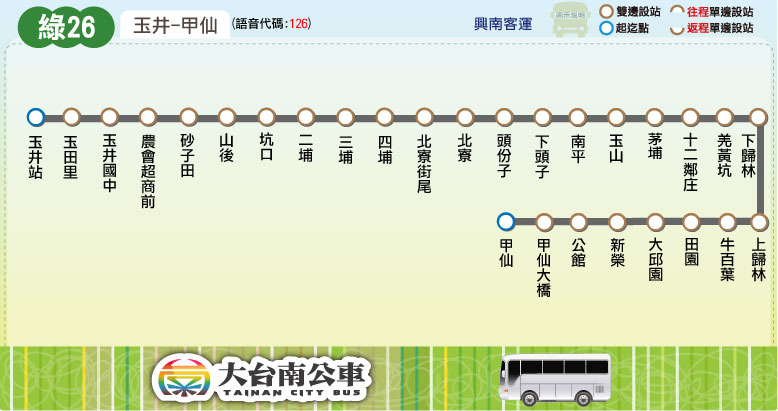 綠26
玉井–甲仙
(語音代碼:126)
興南客運
圖示說明
雙邊設站
起迄點
往程單邊設站
返程單邊設站
玉井站
玉田里
玉井國中
農會超商前
砂子田
山後
坑口
二埔
三埔
四埔
北寮街尾
北寮
頭份子
下頭子
南平
玉山
茅埔
十二鄰庄
羌黃坑
下歸林
上歸林
牛百葉
田園
大邱園
新榮
公館
甲仙大橋
甲仙
大台南公車
TAINAN CITY BUS